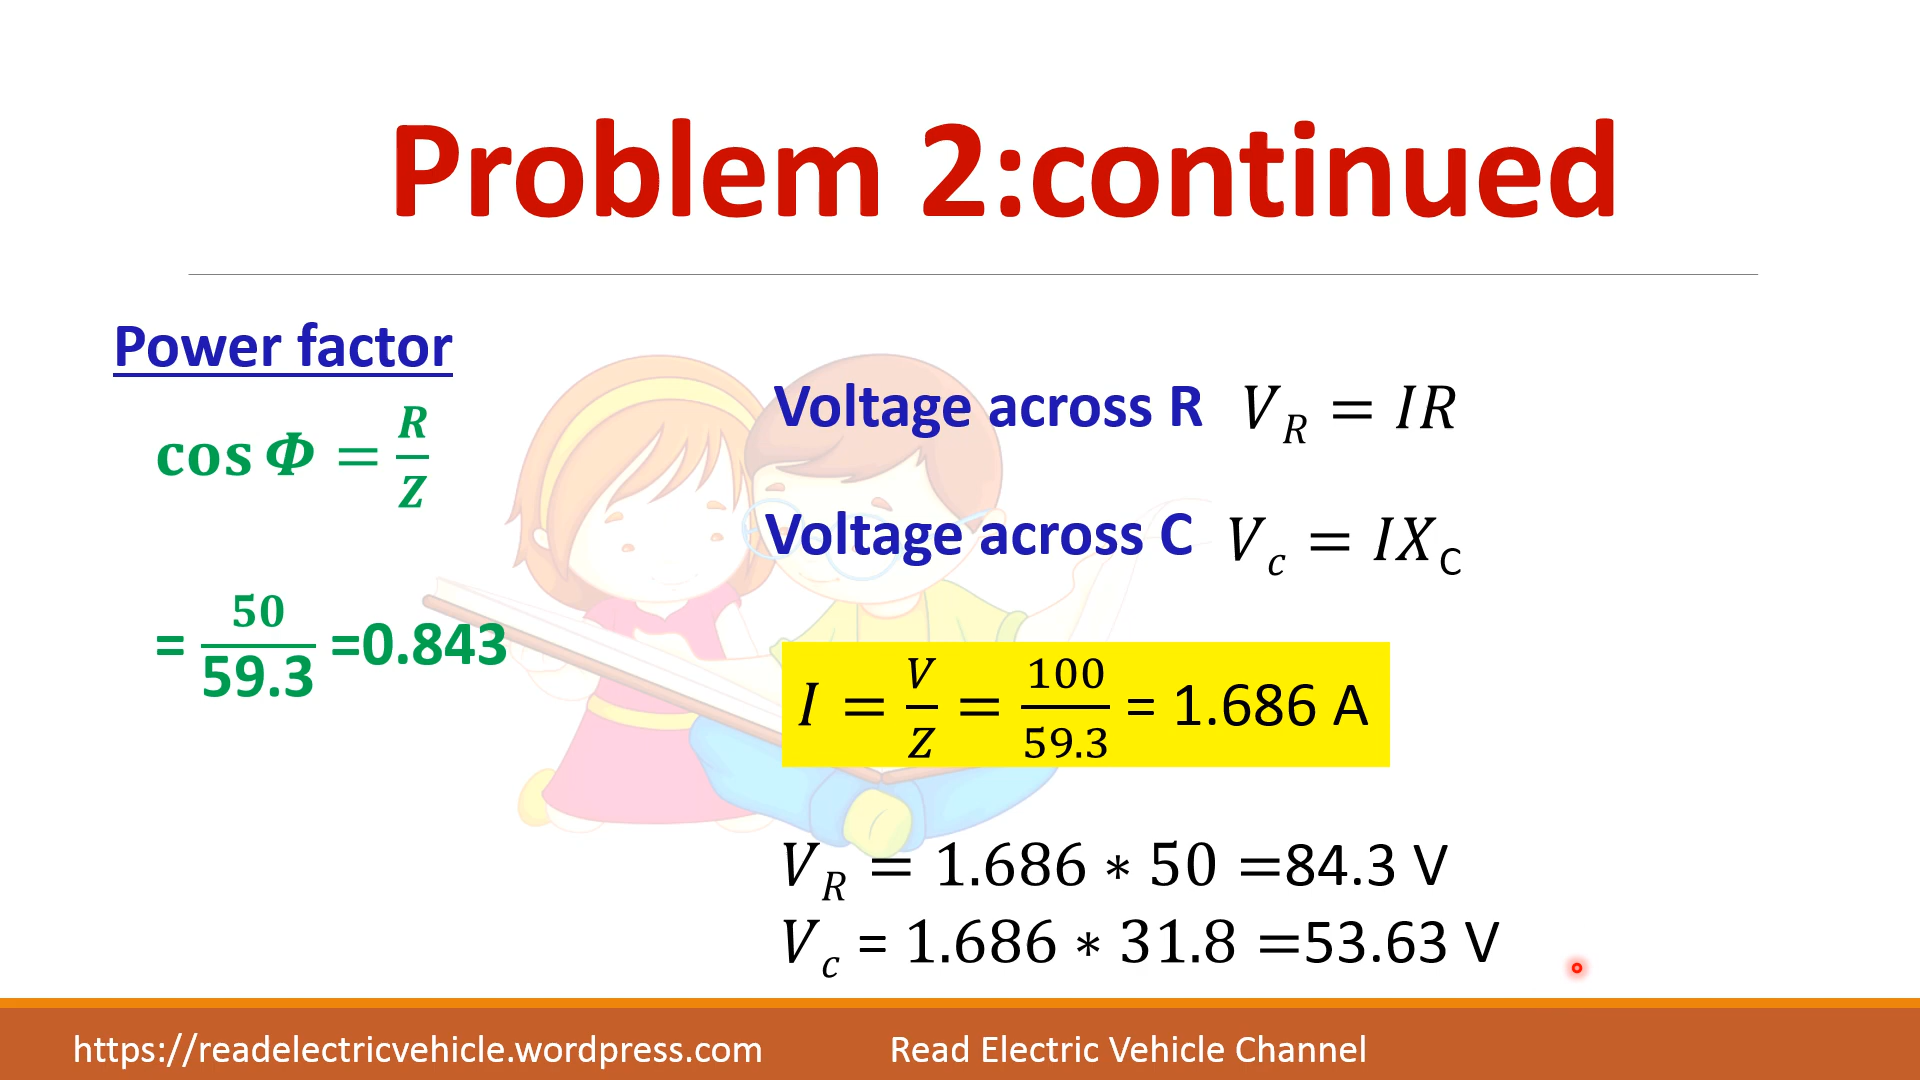 Problem 2:continued
Power factor
cos Φ = R/Z
= 50/59.3 =0.843
Voltage across R V_R = IR
Voltage across C V_c = IX_C
I = V/Z = 100/59.3 = 1.686 A
V_R = 1.686 * 50 =84.3 V
V_c = 1.686 * 31.8 =53.63 V
https://readelectricvehicle.wordpress.com Read Electric Vehicle Channel